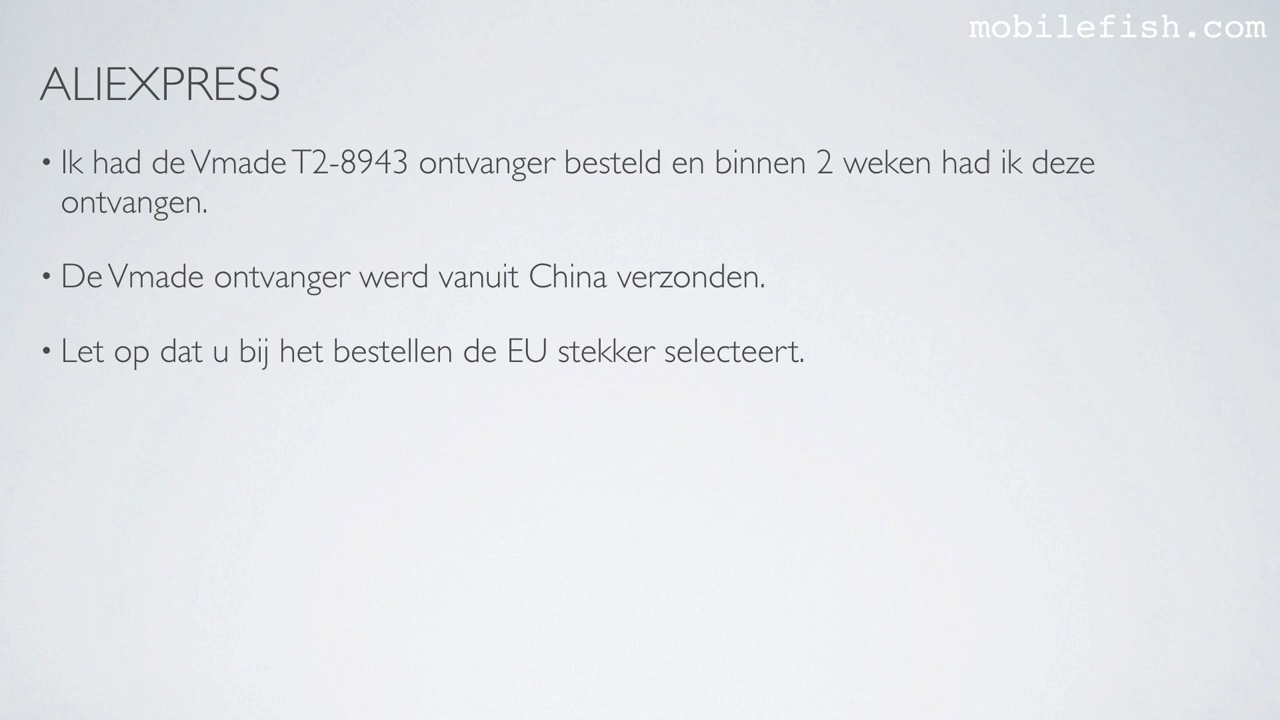 mobilefish.com
ALIEXPRESS
• Ik had de Vmade T2-8943 ontvanger besteld en binnen 2 weken had ik deze
ontvangen.
• De Vmade ontvanger werd vanuit China verzonden.
• Let op dat u bij het bestellen de EU stekker selecteert.